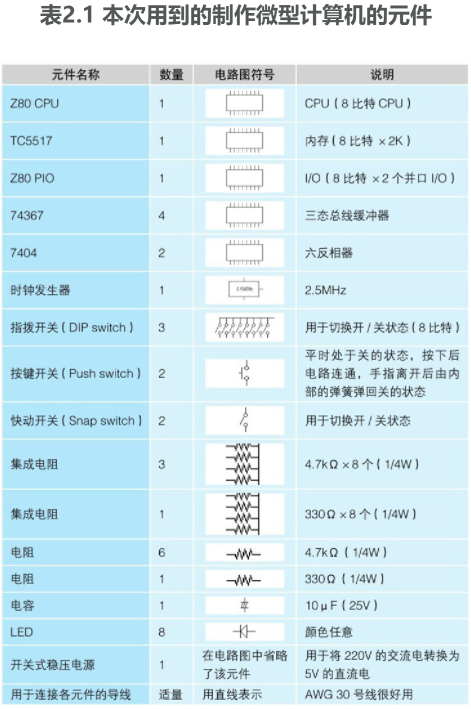 表2.1 本次用到的制作微型计算机的元件
元件名称 数量 电路图符号 说明
Z80 CPU 1 CPU（8 比特 CPU）
TC5517 1 内存（8 比特 ×2K）
Z80 PIO 1 I/O（8 比特 ×2 个并口 I/O）
74367 4 三态总线缓冲器
7404 2 六反相器
时钟发生器 1 2.5MHz
指拨开关（DIP switch） 3 用于切换开 / 关状态（8 比特）
按键开关（Push switch） 2 平时处于关的状态，按下后
电路连通，手指离开后由内
部的弹簧弹回关的状态
快动开关（Snap switch） 2 用于切换开 / 关状态
集成电阻 3 4.7kΩ ×8 个（1/4W）
集成电阻 1 330Ω ×8 个（1/4W）
电阻 6 4.7kΩ （1/4W）
电阻 1 330Ω （1/4W）
电容 1 10μF（25V）
LED 8 颜色任意
开关式稳压电源 1 在电路图中省略
了该元件 用于将 220V 的交流电转换为
5V 的直流电
用于连接各元件的导线 适量 用直线表示 AWG 30 号线很好用